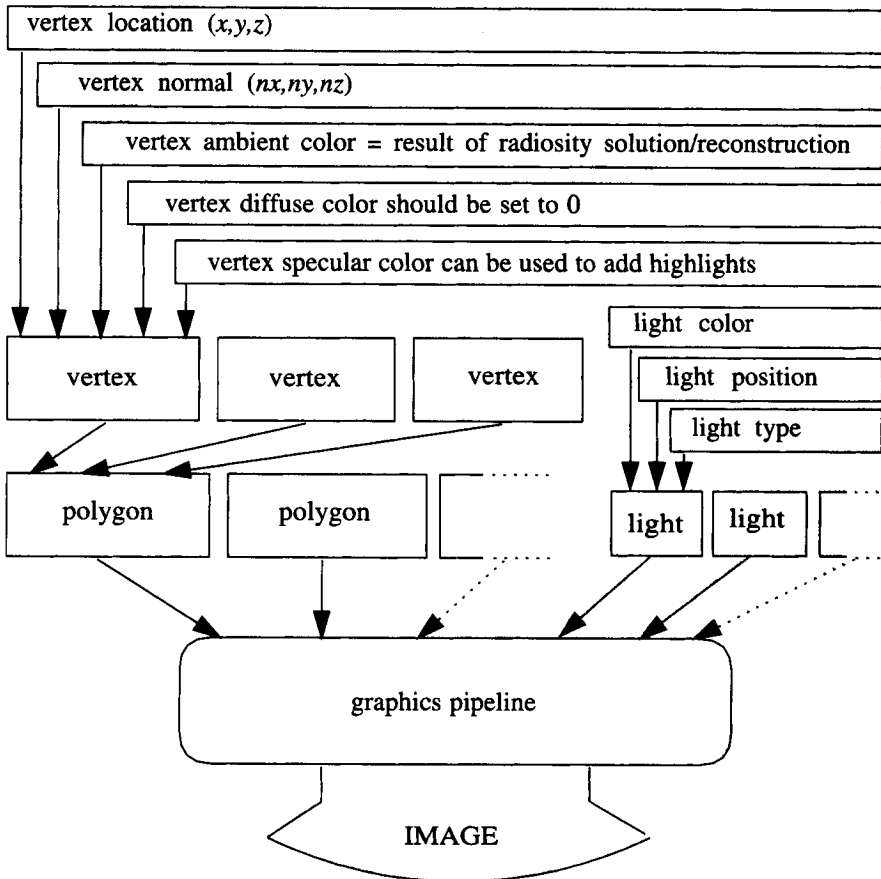 vertex location (x,y,z)
vertex normal (nx,ny,nz)
vertex ambient color = result of radiosity solution/reconstruction
vertex diffuse color should be set to 0
vertex specular color can be used to add highlights
light color
light position
light type
vertex
vertex
vertex
polygon
polygon
light
light
graphics pipeline
IMAGE